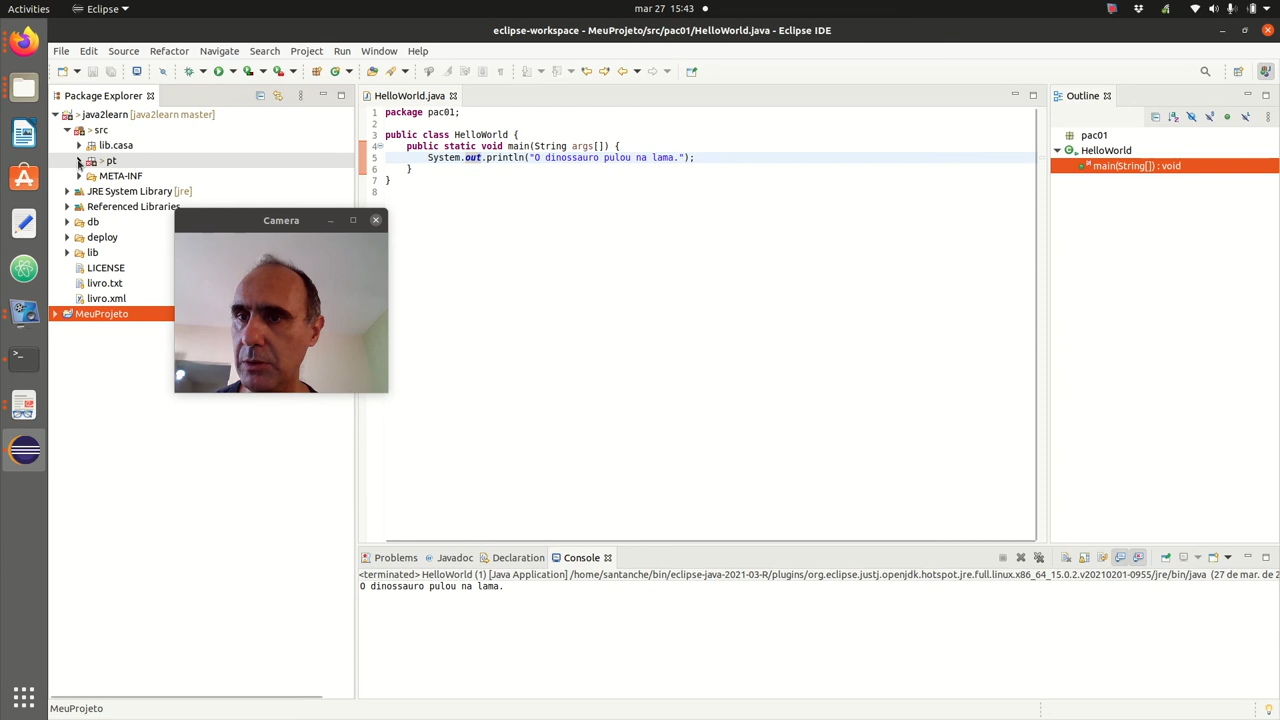 Activities
Eclipse
mar 27 15:43
eclipse-workspace - MeuProjeto/src/pac01/HelloWorld.java - Eclipse IDE
File Edit Source Refactor Navigate Search Project Run Window Help
Package Explorer
> java2learn [java2learn master]
> src
lib.casa
> pt
META-INF
JRE System Library [jre]
Referenced Libraries
db
deploy
lib
LICENSE
livro.txt
livro.xml
MeuProjeto
Camera
HelloWorld.java
1 package pac01;
2
3 public class HelloWorld {
4 public static void main(String args[]) {
5 System.out.println("O dinossauro pulou na lama.");
6 }
7 }
8
Outline
pac01
HelloWorld
main(String[]) : void
Problems Javadoc Declaration Console
<terminated> HelloWorld (1) [Java Application] /home/santanche/bin/eclipse-java-2021-03-R/plugins/org.eclipse.justj.openjdk.hotspot.jre.full.linux.x86_64_15.0.2.v20210201-0955/jre/bin/java (27 de mar. de 2
O dinossauro pulou na lama.
MeuProjeto